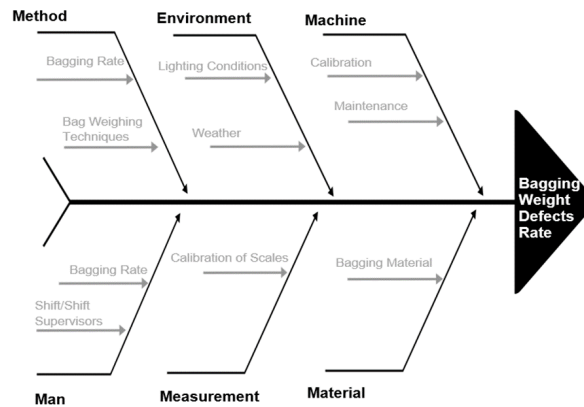 Method
Environment
Machine
Bagging Rate
Lighting Conditions
Calibration
Maintenance
Bag Weighing
Techniques
Weather
Bagging
Weight
Defects
Rate
Bagging Rate
Calibration of Scales
Bagging Material
Shift/Shift
Supervisors
Man
Measurement
Material